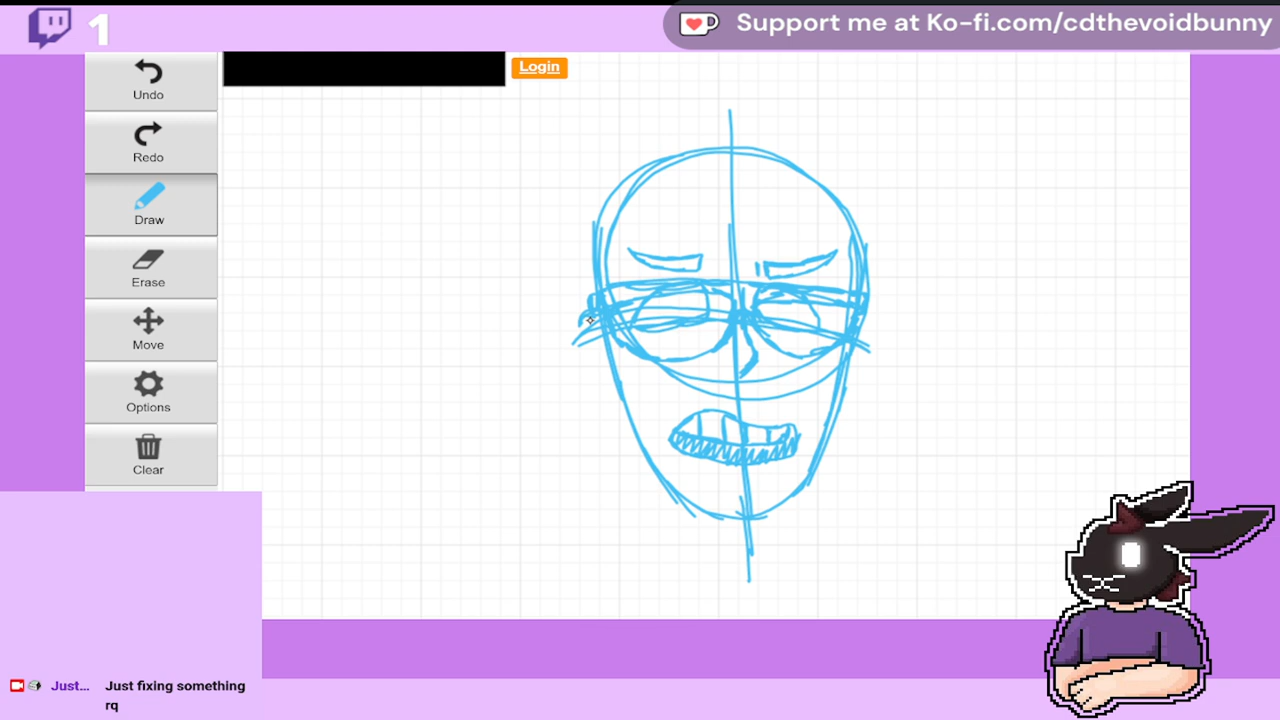 1
Support me at Ko-fi.com/cdthevoidbunny
Login
Undo
Redo
Draw
Erase
Move
Options
Clear
Just... Just fixing something
rq